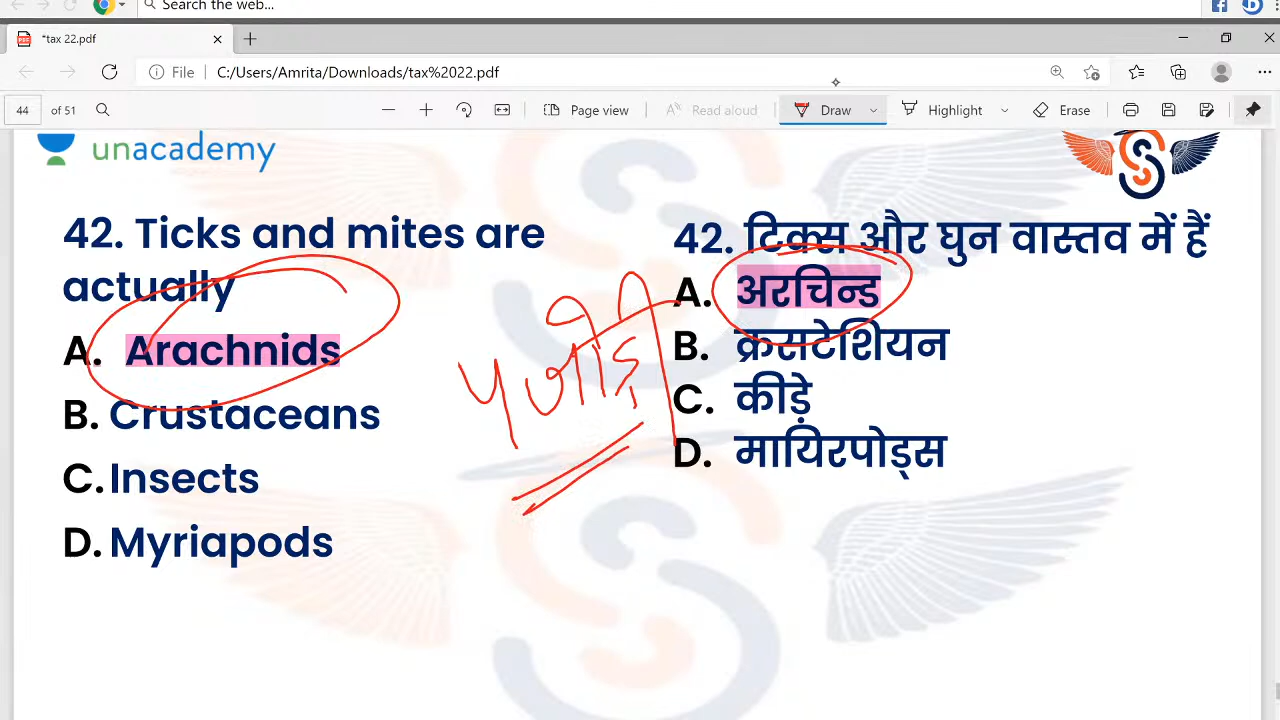 Search the web...
*tax 22.pdf
File C:/Users/Amrita/Downloads/tax%2022.pdf
44 of 51 Page view Read aloud Draw Highlight Erase
unacademy
42. Ticks and mites are
actually
A. Arachnids
B. Crustaceans
C. Insects
D. Myriapods
42. टिक्स और घुन वास्तव में हैं
A. अरचिन्ड
B. क्रसटेशियन
C. कीड़े
D. मायिरपोड्स